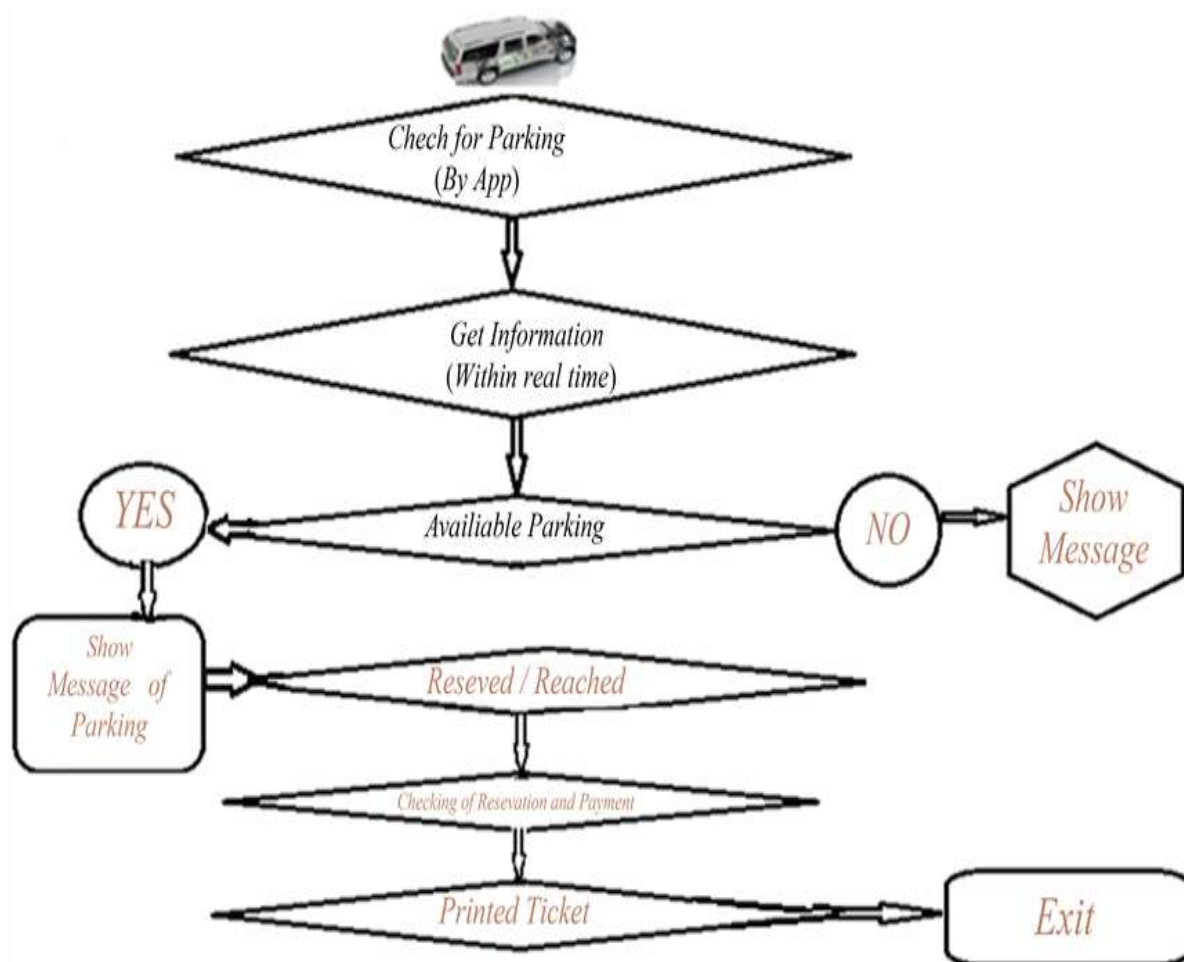 Chech for Parking
(By App)
Get Information
(Within real time)
YES
Availiable Parking
NO
Show
Message
Show
Message of
Parking
Reseved / Reached
Checking of Resevation and Payment
Printed Ticket
Exit